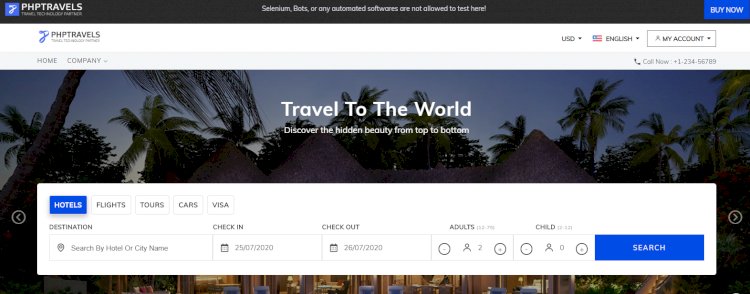 PHPTRAVELS
TRAVEL TECHNOLOGY PARTNER
Selenium, Bots, or any automated softwares are not allowed to test here!
BUY NOW
PHPTRAVELS
TRAVEL TECHNOLOGY PARTNER
USD
ENGLISH
MY ACCOUNT
HOME
COMPANY
Call Now : +1-234-56789
Travel To The World
Discover the hidden beauty from top to bottom
HOTELS
FLIGHTS
TOURS
CARS
VISA
DESTINATION
CHECK IN
CHECK OUT
ADULTS
CHILD (2-12)
Search By Hotel Or City Name
25/07/2020
26/07/2020
2
0
SEARCH